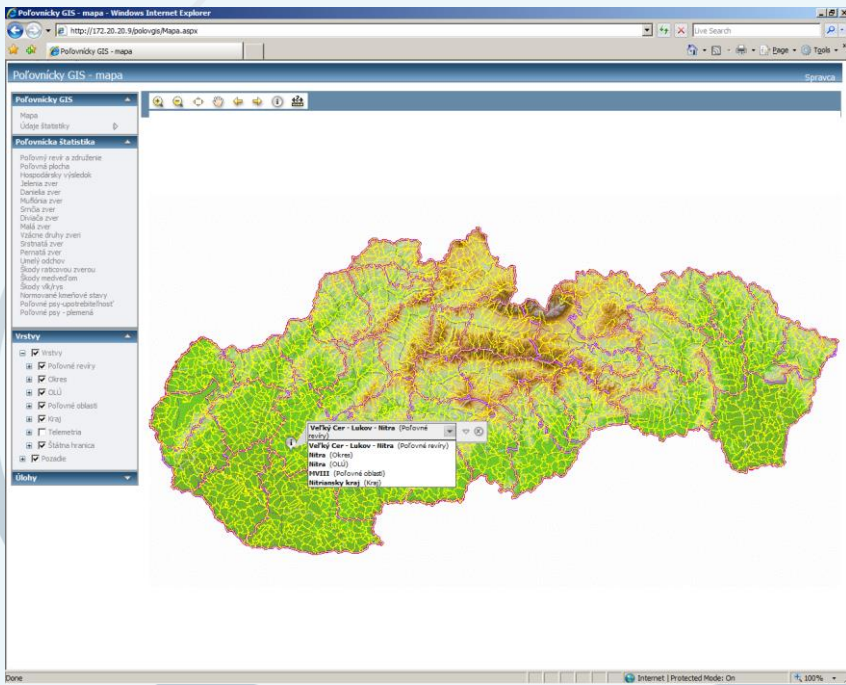 Poľovnícky GIS - mapa - Windows Internet Explorer
http://172.20.20.9/polovgis/Mapa.aspx
Live Search
Poľovnícky GIS - mapa
Page
Tools
Poľovnícky GIS - mapa
Spravca
Poľovnícky GIS
Mapa
Údaje štatistiky
Poľovnícka štatistika
Poľovný revír a združenie
Poľovná plocha
Hospodársky výsledok
Jelenia zver
Danielia zver
Muflónia zver
Srnčia zver
Diviačia zver
Malá zver
Vzácne druhy zveri
Srstnatá zver
Pernatá zver
Umelý odchov
Škody raticovou zverou
Škody medveďom
Škody vlk/rys
Normované kmeňové stavy
Poľovné psy-upotrebiteľnosť
Poľovné psy - plemená
Vrstvy
Vrstvy
Poľovné revíry
Okres
OLÚ
Poľovné oblasti
Kraj
Telemetria
Štátna hranica
Pozadie
Úlohy
Veľký Cer - Lukov - Nitra (Poľovné
revíry)
Veľký Cer - Lukov - Nitra (Poľovné revíry)
Nitra (Okres)
Nitra (OLÚ)
MVIII (Poľovné oblasti)
Nitriansky kraj (Kraj)
Done
Internet | Protected Mode: On
100%